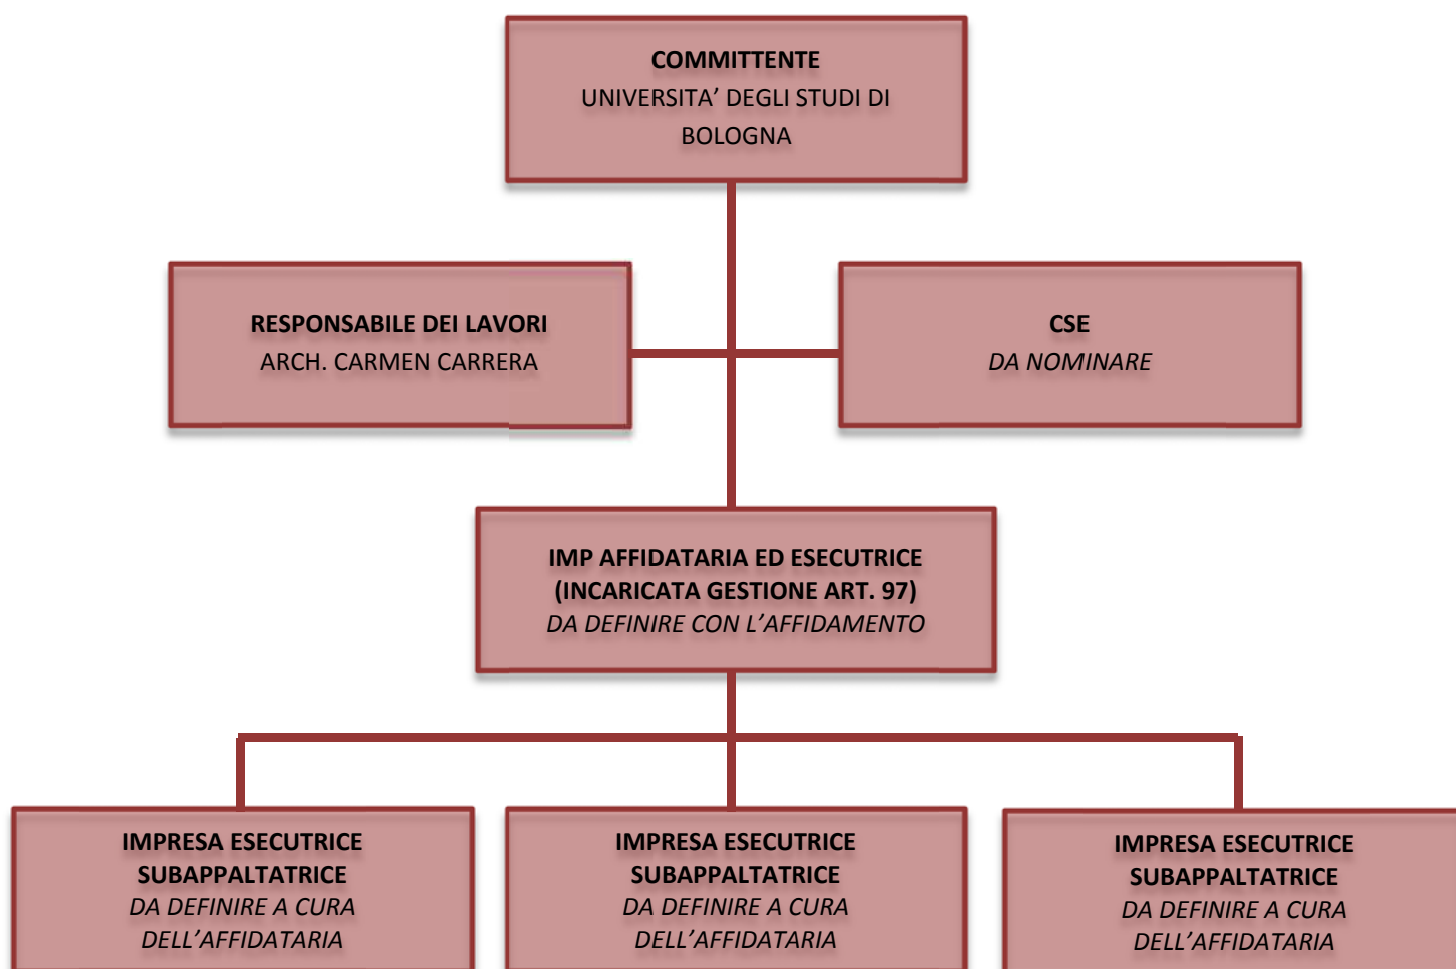 COMMITTENTE
UNIVERSITA’ DEGLI STUDI DI
BOLOGNA
RESPONSABILE DEI LAVORI
ARCH. CARMEN CARRERA
CSE
DA NOMINARE
IMP AFFIDATARIA ED ESECUTRICE
(INCARICATA GESTIONE ART. 97)
DA DEFINIRE CON L’AFFIDAMENTO
IMPRESA ESECUTRICE
SUBAPPALTATRICE
DA DEFINIRE A CURA
DELL’AFFIDATARIA
IMPRESA ESECUTRICE
SUBAPPALTATRICE
DA DEFINIRE A CURA
DELL’AFFIDATARIA
IMPRESA ESECUTRICE
SUBAPPALTATRICE
DA DEFINIRE A CURA
DELL’AFFIDATARIA